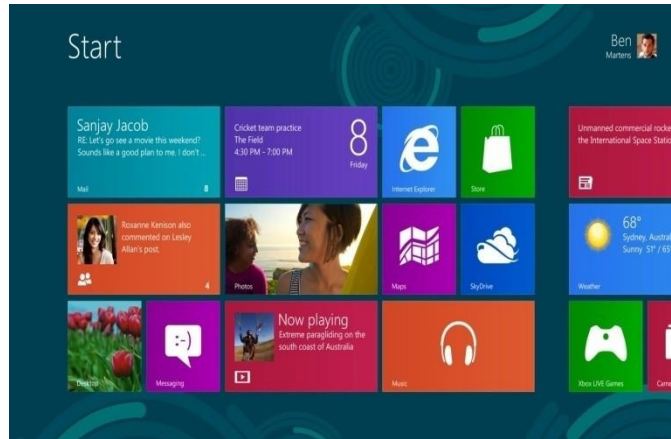 Start
Ben
Martens
Sanjay Jacob
RE: Let's go see a movie this weekend?
Sounds like a good plan to me. I don't ...
Mail
8
Cricket team practice
The Field
4:30 PM - 7:00 PM
8
Friday
Internet Explorer
Store
Unmanned commercial rocke
the International Space Statio
Roxanne Kenison also
commented on Lesley
Allan's post.
4
Photos
Maps
SkyDrive
68°
Sydney, Austral
Sunny 51° / 65°
Weather
Desktop
:-)
Messaging
Now playing
Extreme paragliding on the
south coast of Australia
Music
Xbox LIVE Games
Came